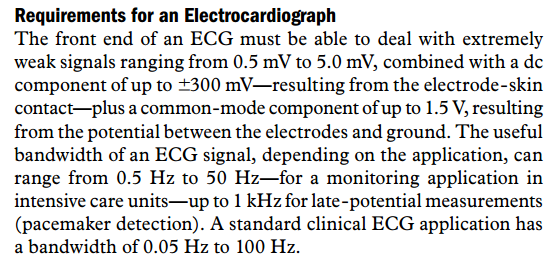 Requirements for an Electrocardiograph
The front end of an ECG must be able to deal with extremely
weak signals ranging from 0.5 mV to 5.0 mV, combined with a dc
component of up to ±300 mV—resulting from the electrode-skin
contact—plus a common-mode component of up to 1.5 V, resulting
from the potential between the electrodes and ground. The useful
bandwidth of an ECG signal, depending on the application, can
range from 0.5 Hz to 50 Hz—for a monitoring application in
intensive care units—up to 1 kHz for late-potential measurements
(pacemaker detection). A standard clinical ECG application has
a bandwidth of 0.05 Hz to 100 Hz.